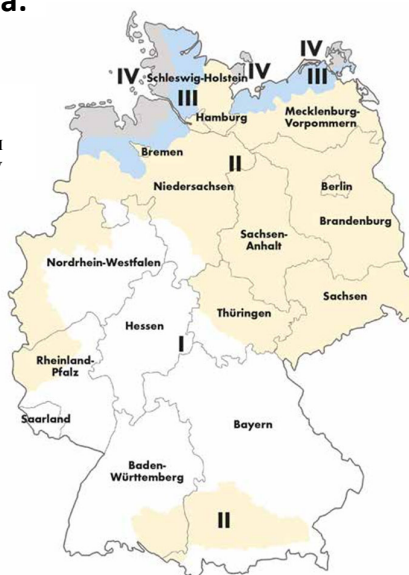 a.
IV
IV
IV
Schleswig-Holstein
III
III
Hamburg
Mecklenburg-
Vorpommern
Bremen
II
Niedersachsen
Berlin
Brandenburg
Sachsen-
Anhalt
Nordrhein-Westfalen
Sachsen
Thüringen
Hessen
I
Rheinland-
Pfalz
Saarland
Bayern
Baden-
Württemberg
II